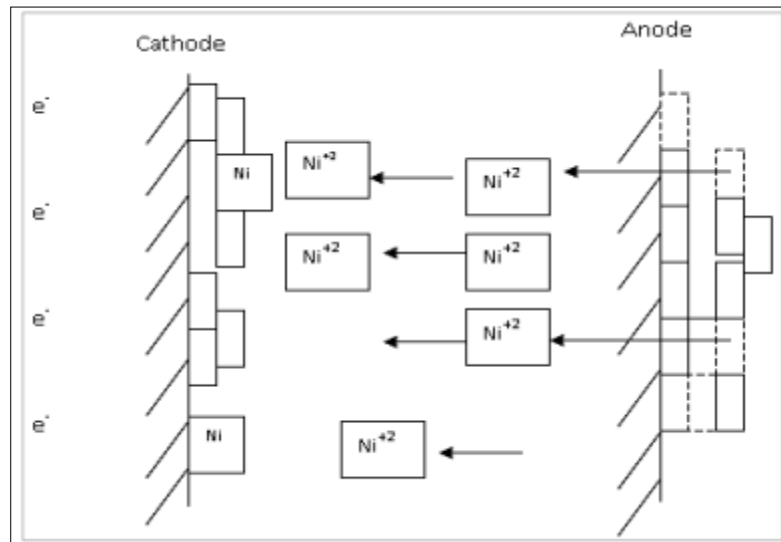 Cathode
Anode
e⁻
Ni
Ni⁺²
Ni⁺²
e⁻
Ni⁺²
Ni⁺²
e⁻
Ni⁺²
e⁻
Ni
Ni⁺²